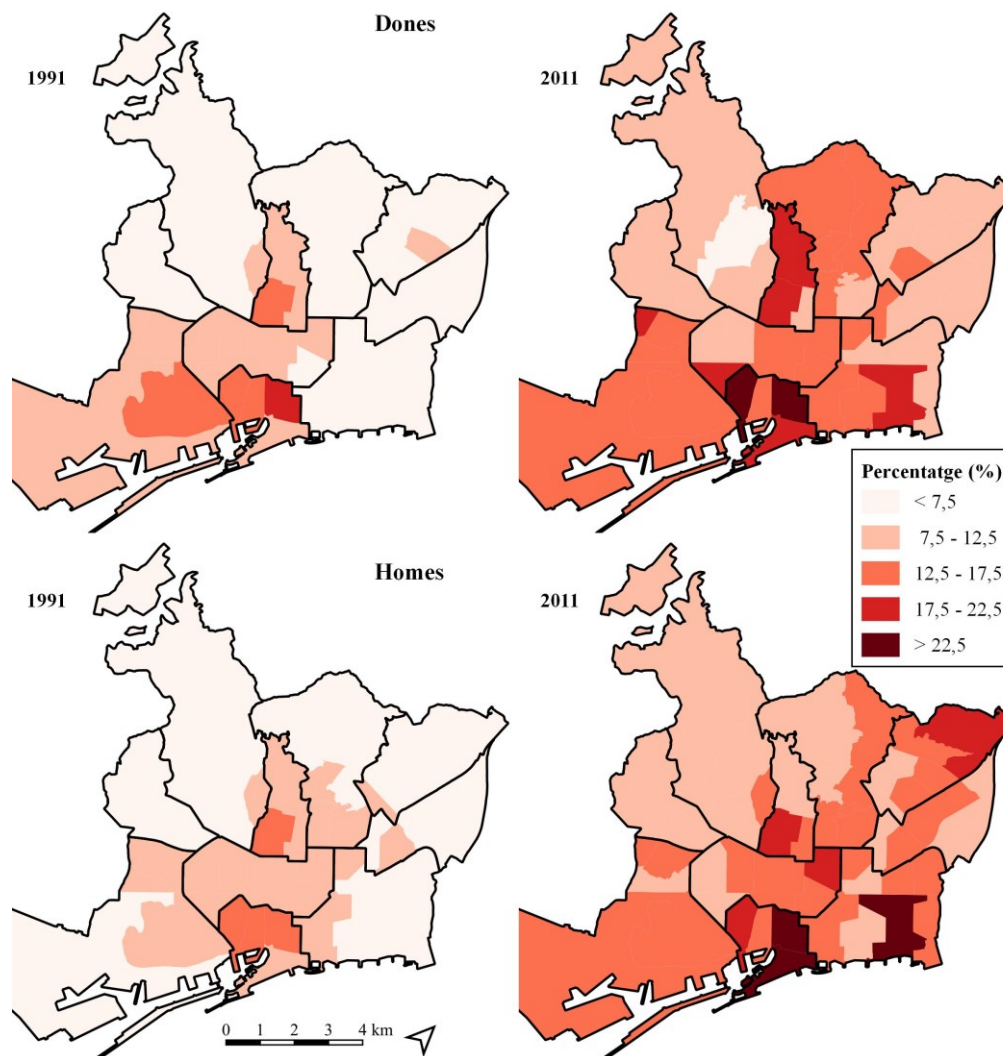 Dones
1991
2011
Percentatge (%)
< 7,5
7,5 - 12,5
12,5 - 17,5
17,5 - 22,5
> 22,5
Homes
1991
2011
0 1 2 3 4 km